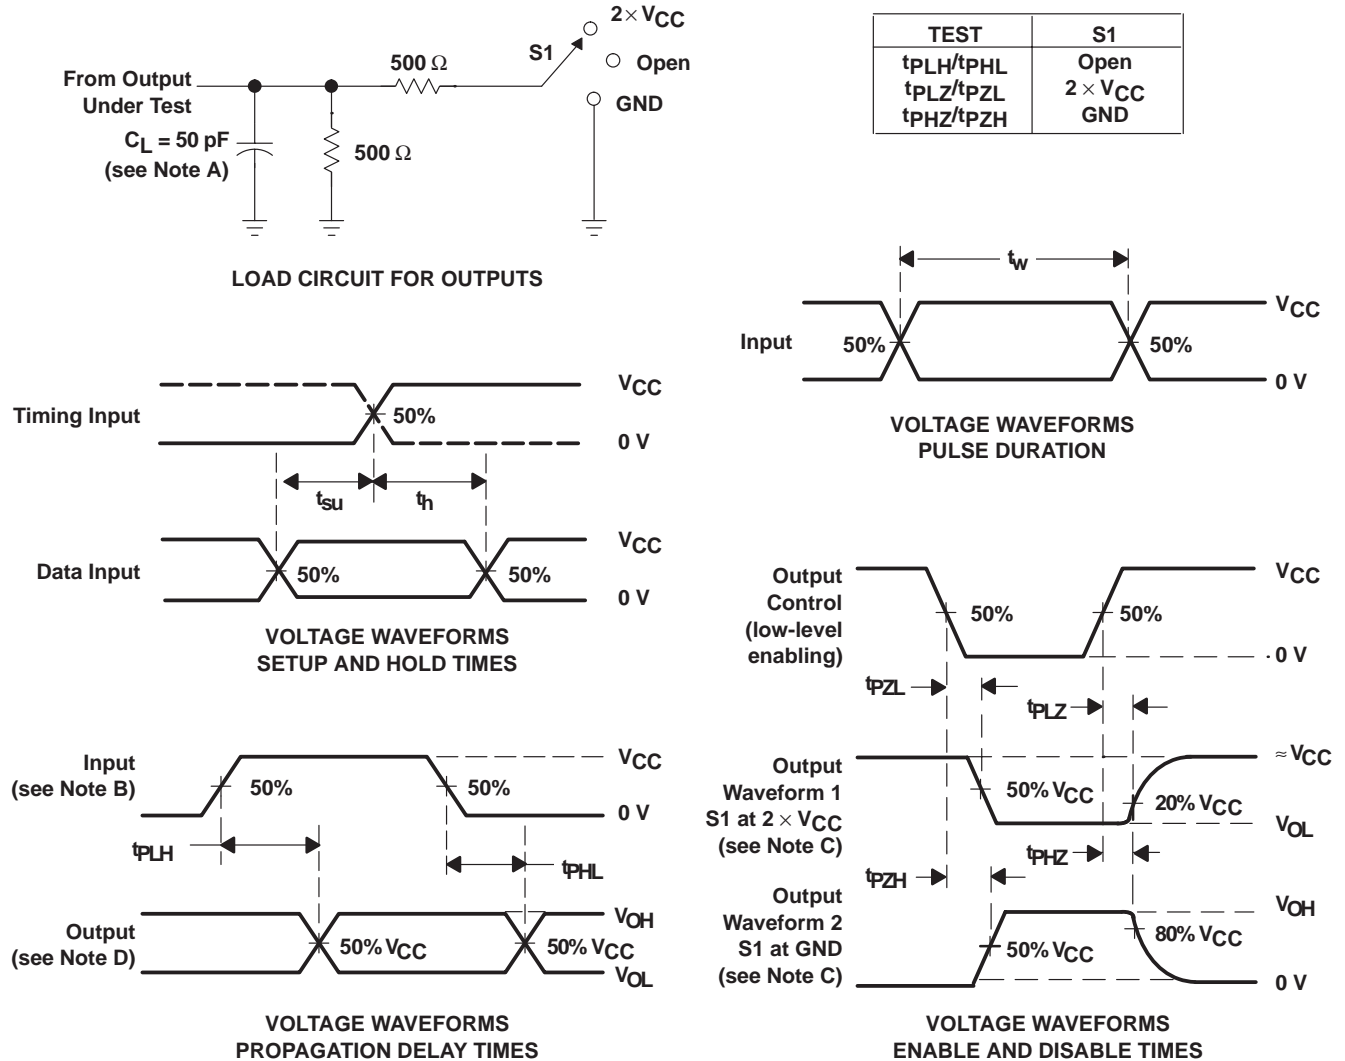 2 × VCC
S1
500 Ω
Open
From Output
Under Test
GND
CL = 50 pF
(see Note A)
500 Ω
LOAD CIRCUIT FOR OUTPUTS
TEST S1
tPLH/tPHL Open
tPLZ/tPZL 2 × VCC
tPHZ/tPZH GND
tw
VCC
Input 50% 50%
0 V
VOLTAGE WAVEFORMS
PULSE DURATION
VCC
Timing Input 50%
0 V
tsu th
VCC
Data Input 50% 50%
0 V
VOLTAGE WAVEFORMS
SETUP AND HOLD TIMES
Input
(see Note B)
50% 50%
VCC
0 V
tPLH
tPHL
Output
(see Note D)
50% VCC 50% VCC
VOH
VOL
VOLTAGE WAVEFORMS
PROPAGATION DELAY TIMES
Output
Control
(low-level
enabling)
50% 50%
VCC
0 V
tPZL
tPLZ
Output
Waveform 1
S1 at 2 × VCC
(see Note C)
50% VCC 20% VCC
≈ VCC
VOL
tPHZ
tPZH
Output
Waveform 2
S1 at GND
(see Note C)
50% VCC 80% VCC
VOH
0 V
VOLTAGE WAVEFORMS
ENABLE AND DISABLE TIMES